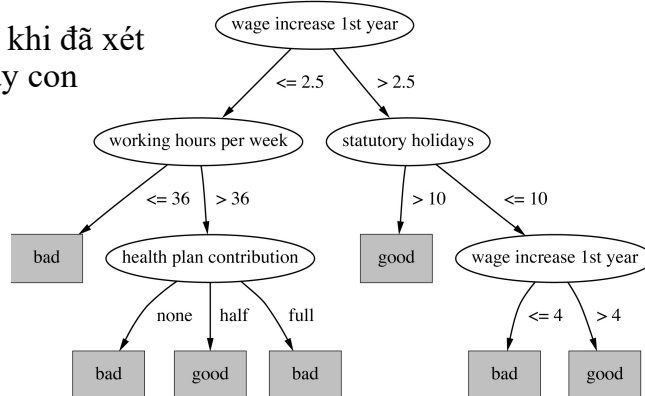 wage increase 1st year
khi đã xét
con
<= 2.5
> 2.5
working hours per week
statutory holidays
<= 36
> 36
> 10
<= 10
bad
health plan contribution
good
wage increase 1st year
none
half
full
<= 4
> 4
bad
good
bad
bad
good